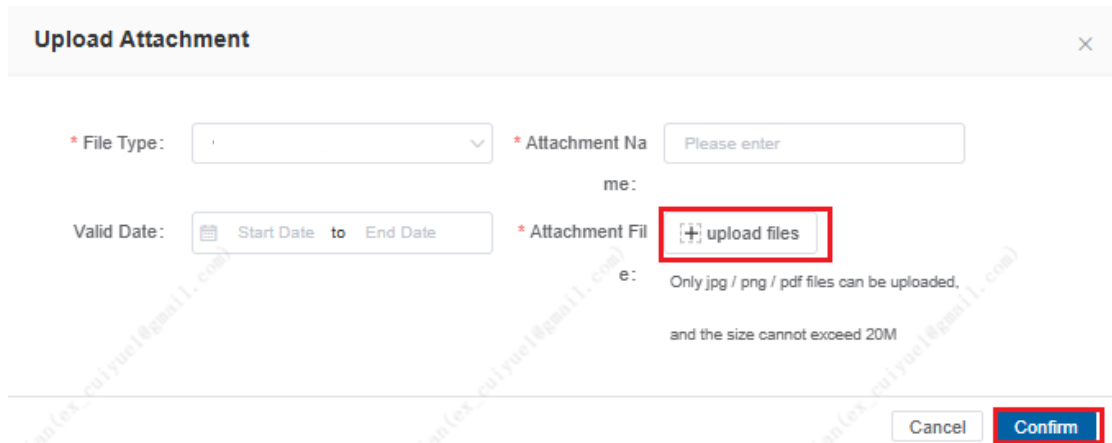 Upload Attachment
* File Type:
* Attachment Na
me:
Please enter
Valid Date:
Start Date to End Date
* Attachment Fil
e:
upload files
Only jpg / png / pdf files can be uploaded,
and the size cannot exceed 20M
Cancel
Confirm